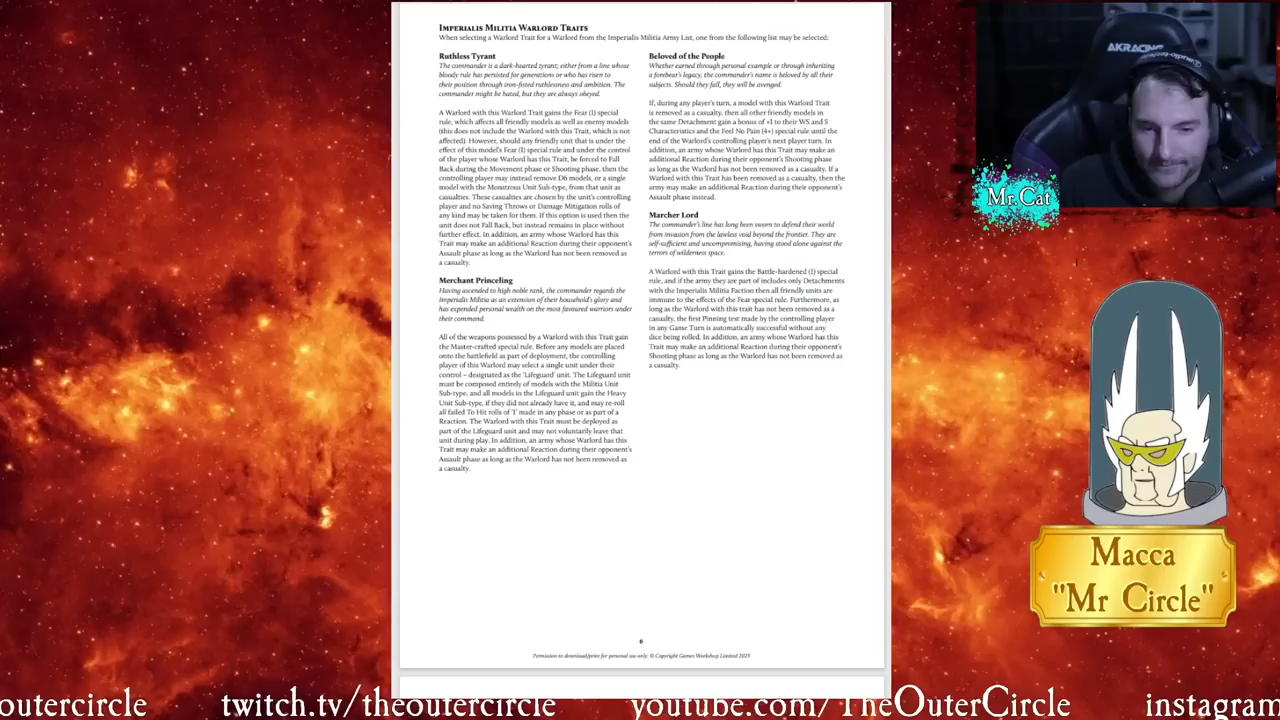 IMPERIALIS MILITIA WARLORD TRAITS
When selecting a Warlord Trait for a Warlord from the Imperialis Militia Army List, one from the following list may be selected:
Ruthless Tyrant
The commander is a dark-hearted tyrant; either from a line whose
bloody rule has persisted for generations or who has risen to
their position through iron-fisted ruthlessness and ambition. The
commander might be hated, but they are always obeyed.
A Warlord with this Warlord Trait gains the Fear (1) special
rule, which affects all friendly models as well as enemy models
(this does not include the Warlord with this Trait, which is not
affected). However, should any friendly unit that is under the
effect of this model's Fear (1) special rule and under the control
of the player whose Warlord has this Trait, be forced to Fall
Back during the Movement phase or Shooting phase, then the
controlling player may instead remove D6 models, or a single
model with the Monstrous Unit Sub-type, from that unit as
casualties. These casualties are chosen by the unit's controlling
player and no Saving Throws or Damage Mitigation rolls of
any kind may be taken for them. If this option is used then the
unit does not Fall Back, but instead remains in place without
further effect. In addition, an army whose Warlord has this
Trait may make an additional Reaction during their opponent's
Assault phase as long as the Warlord has not been removed as
a casualty.
Merchant Princeling
Having ascended to high noble rank, the commander regards the
Imperialis Militia as an extension of their household's glory and
has expended personal wealth on the most favoured warriors under
their command.
All of the weapons possessed by a Warlord with this Trait gain
the Master-crafted special rule. Before any models are placed
onto the battlefield as part of deployment, the controlling
player of this Warlord may select a single unit under their
control – designated as the 'Lifeguard' unit. The Lifeguard unit
must be composed entirely of models with the Militia Unit
Sub-type, and all models in the Lifeguard unit gain the Heavy
Unit Sub-type, if they did not already have it, and may re-roll
all failed To Hit rolls of '1' made in any phase or as part of a
Reaction. The Warlord with this Trait must be deployed as
part of the Lifeguard unit and may not voluntarily leave that
unit during play. In addition, an army whose Warlord has this
Trait may make an additional Reaction during their opponent's
Assault phase as long as the Warlord has not been removed as
a casualty.
Beloved of the People
Whether earned through personal example or through inheriting
a forebear's legacy, the commander's name is beloved by all their
subjects. Should they fall, they will be avenged.
If, during any player's turn, a model with this Warlord Trait
is removed as a casualty, then all other friendly models in
the same Detachment gain a bonus of +1 to their WS and S
Characteristics and the Feel No Pain (4+) special rule until the
end of the Warlord's controlling player's next player turn. In
addition, an army whose Warlord has this Trait may make an
additional Reaction during their opponent's Shooting phase
as long as the Warlord has not been removed as a casualty. If a
Warlord with this Trait has been removed as a casualty, then the
army may make an additional Reaction during their opponent's
Assault phase instead.
Marcher Lord
The commander's line has long been sworn to defend their world
from invasion from the lawless void beyond the frontier. They are
self-sufficient and uncompromising, having stood alone against the
terrors of wilderness space.
A Warlord with this Trait gains the Battle-hardened (1) special
rule, and if the army they are part of includes only Detachments
with the Imperialis Militia Faction then all friendly units are
immune to the effects of the Fear special rule. Furthermore, as
long as the Warlord with this trait has not been removed as a
casualty, the first Pinning test made by the controlling player
in any Game Turn is automatically successful without any
dice being rolled. In addition, an army whose Warlord has this
Trait may make an additional Reaction during their opponent's
Shooting phase as long as the Warlord has not been removed as
a casualty.
6
Permission to download/print for personal use only. © Copyright Games Workshop Limited 2023
AKRACING
Mr.Cat
Macca
"Mr Circle"
outercircle twitch.tv/theoutercircle youtube.com/TheOuterCircle instagram